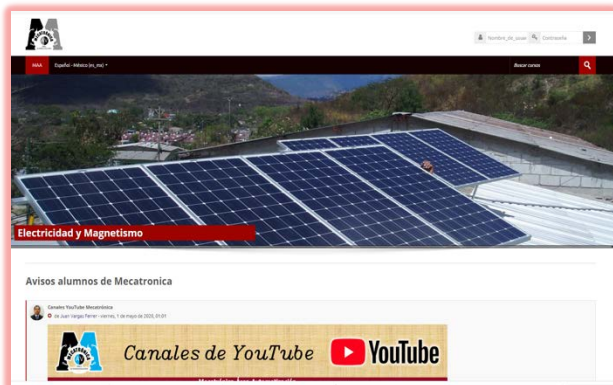 Mecatrónica
Nombre_de_usuar
Contraseña
MAA
Español - México (es_mx)
Buscar cursos
Electricidad y Magnetismo
Avisos alumnos de Mecatronica
Canales YouTube Mecatrónica
de Juan Vargas Ferrer - viernes, 1 de mayo de 2020, 01:01
Canales de YouTube
YouTube